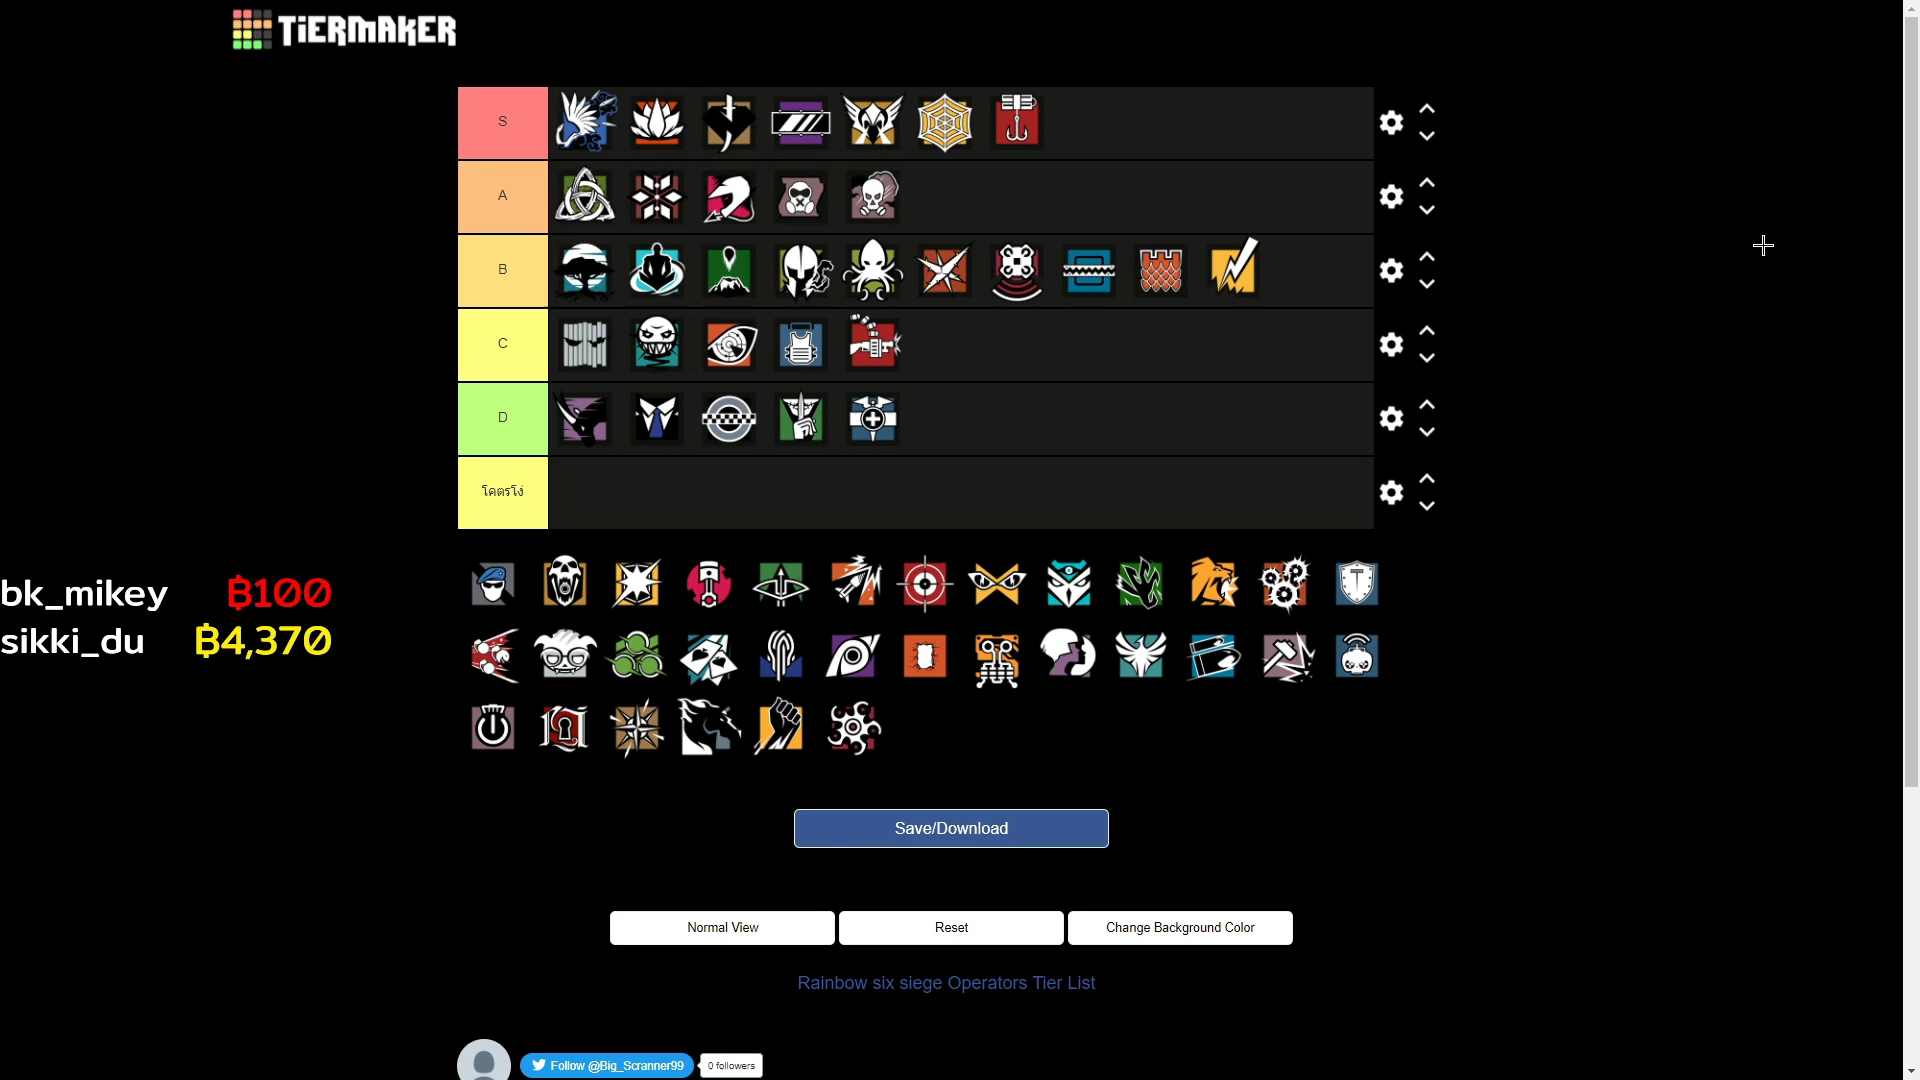 TiERMAKER
S
A
B
C
D
โคตรโง่
bk_mikey ฿100
sikki_du ฿4,370
Save/Download
Normal View Reset Change Background Color
Rainbow six siege Operators Tier List
Follow @Big_Scranner99 0 followers